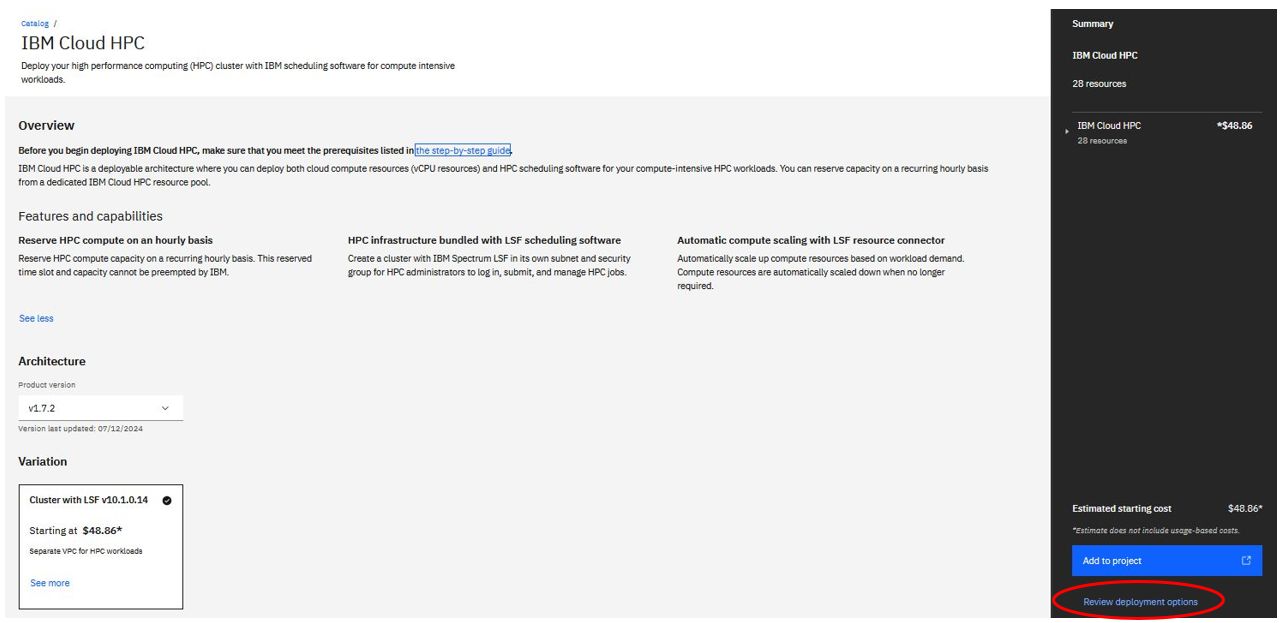 Catalog /
IBM Cloud HPC
Deploy your high performance computing (HPC) cluster with IBM scheduling software for compute intensive
workloads.
Overview
Before you begin deploying IBM Cloud HPC, make sure that you meet the prerequisites listed in the step-by-step guide.
IBM Cloud HPC is a deployable architecture where you can deploy both cloud compute resources (vCPU resources) and HPC scheduling software for your compute-intensive HPC workloads. You can reserve capacity on a recurring hourly basis
from a dedicated IBM Cloud HPC resource pool.
Features and capabilities
Reserve HPC compute on an hourly basis
Reserve HPC compute capacity on a recurring hourly basis. This reserved
time slot and capacity cannot be preempted by IBM.
HPC infrastructure bundled with LSF scheduling software
Create a cluster with IBM Spectrum LSF in its own subnet and security
group for HPC administrators to log in, submit, and manage HPC jobs.
Automatic compute scaling with LSF resource connector
Automatically scale up compute resources based on workload demand.
Compute resources are automatically scaled down when no longer
required.
See less
Architecture
Product version
v1.7.2
Version last updated: 07/12/2024
Variation
Cluster with LSF v10.1.0.14
Starting at $48.86*
Separate VPC for HPC workloads
See more
Summary
IBM Cloud HPC
28 resources
IBM Cloud HPC *$48.86
28 resources
Estimated starting cost $48.86*
*Estimate does not include usage-based costs.
Add to project
Review deployment options